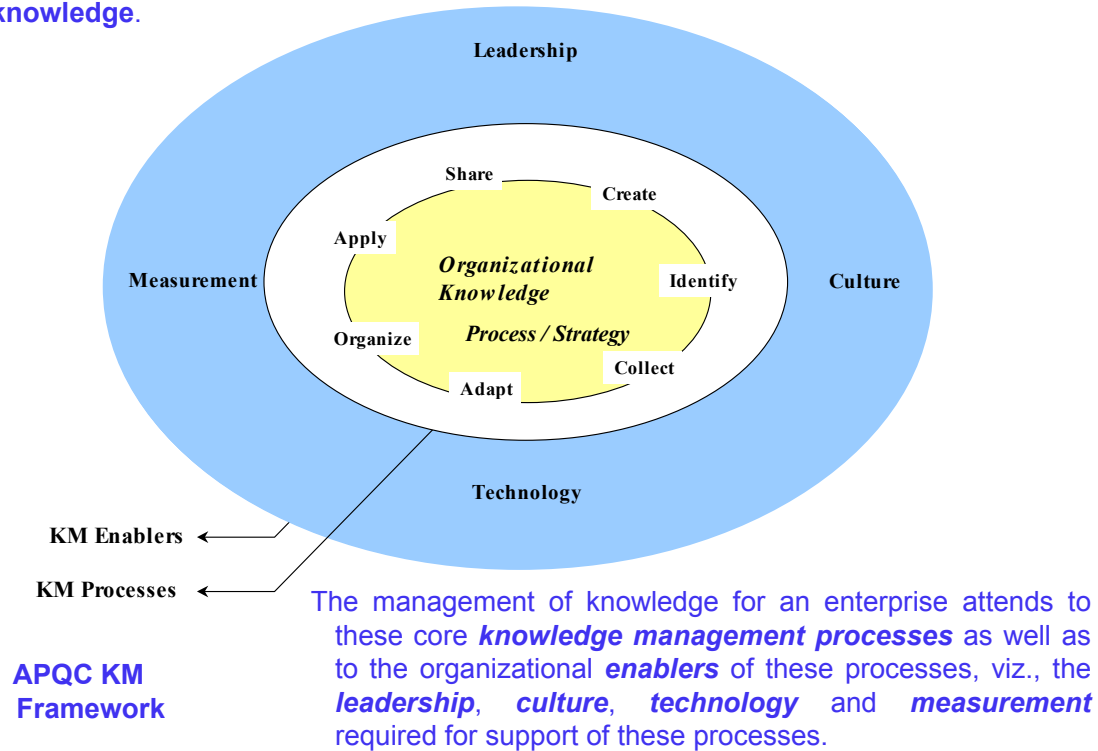 knowledge.
Leadership
Share
Create
Apply
Organizational
Knowledge
Measurement
Identify
Culture
Process / Strategy
Organize
Collect
Adapt
Technology
KM Enablers
KM Processes
The management of knowledge for an enterprise attends to
these core knowledge management processes as well as
to the organizational enablers of these processes, viz., the
leadership, culture, technology and measurement
required for support of these processes.
APQC KM
Framework